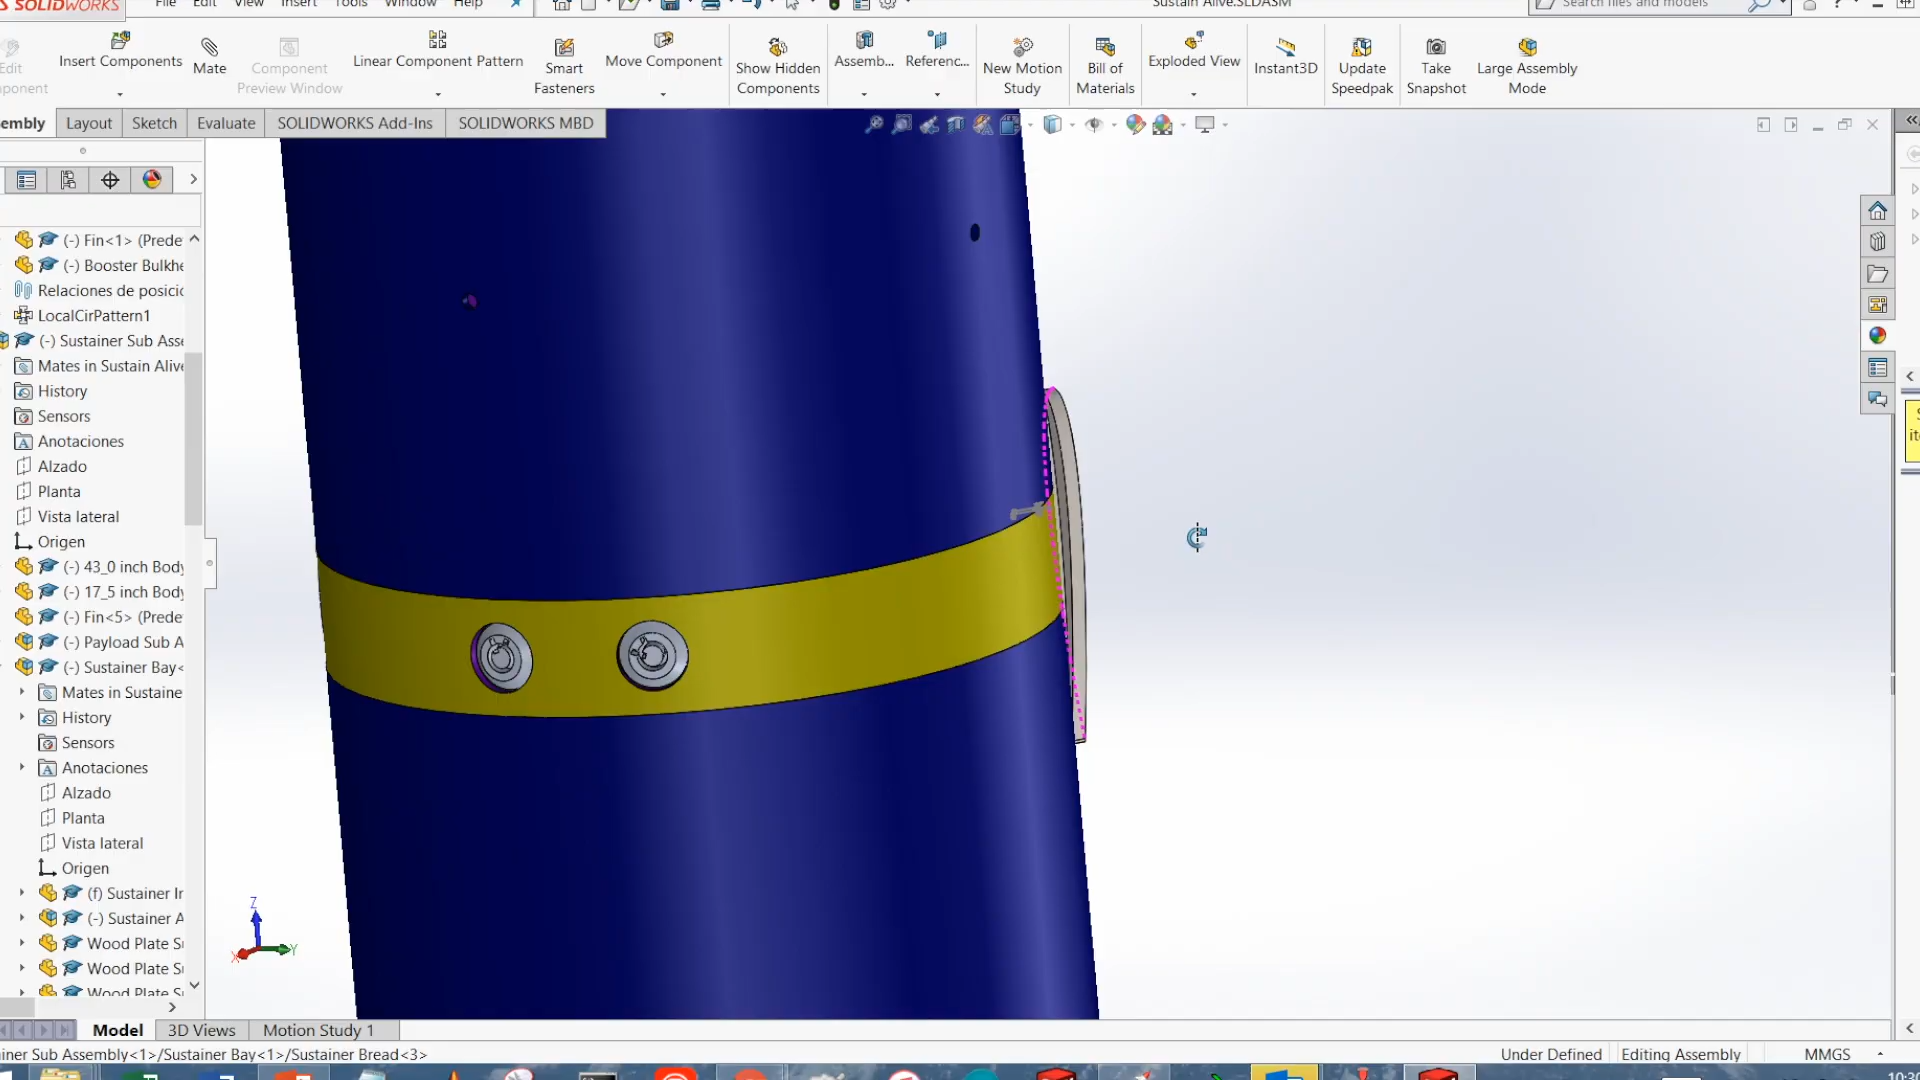 SOLIDWORKS File Edit View Insert Tools Window Help Sustain Alive.SLDASM Search files and models
Edit Component
Insert Components
Mate
Component Preview Window
Linear Component Pattern
Smart Fasteners
Move Component
Show Hidden Components
Assemb...
Referenc...
New Motion Study
Bill of Materials
Exploded View
Instant3D
Update Speedpak
Take Snapshot
Large Assembly Mode
embly Layout Sketch Evaluate SOLIDWORKS Add-Ins SOLIDWORKS MBD
(-) Fin<1> (Prede
(-) Booster Bulkhe
Relaciones de posici
LocalCirPattern1
(-) Sustainer Sub Asse
Mates in Sustain Alive
History
Sensors
Anotaciones
Alzado
Planta
Vista lateral
Origen
(-) 43_0 inch Body
(-) 17_5 inch Body
(-) Fin<5> (Prede
(-) Payload Sub A
(-) Sustainer Bay<
Mates in Sustaine
History
Sensors
Anotaciones
Alzado
Planta
Vista lateral
Origen
(f) Sustainer In
(-) Sustainer A
Wood Plate S
Wood Plate S
Wood Plate S
Z
X Y
Model 3D Views Motion Study 1
iner Sub Assembly<1>/Sustainer Bay<1>/Sustainer Bread<3> Under Defined Editing Assembly MMGS